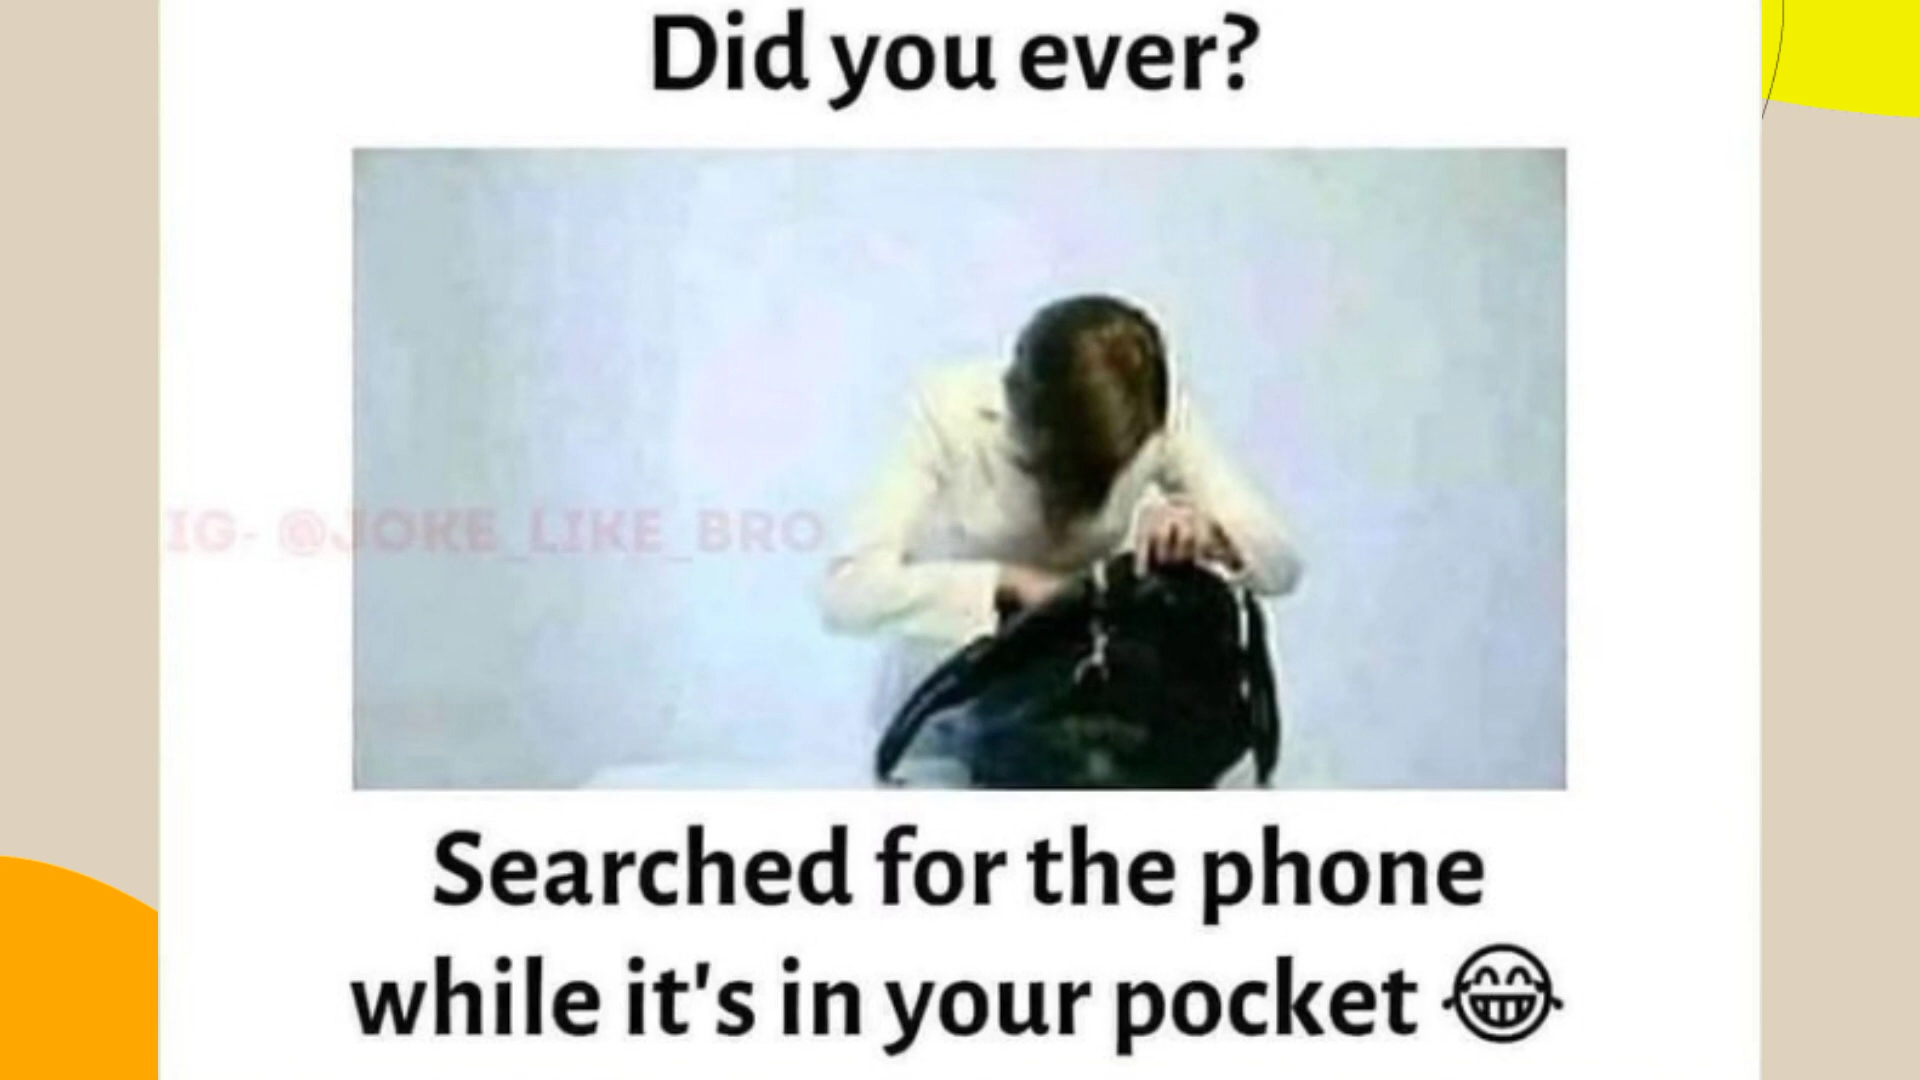 Did you ever?
IG- @JOKE_LIKE_BRO
Searched for the phone
while it's in your pocket 😂